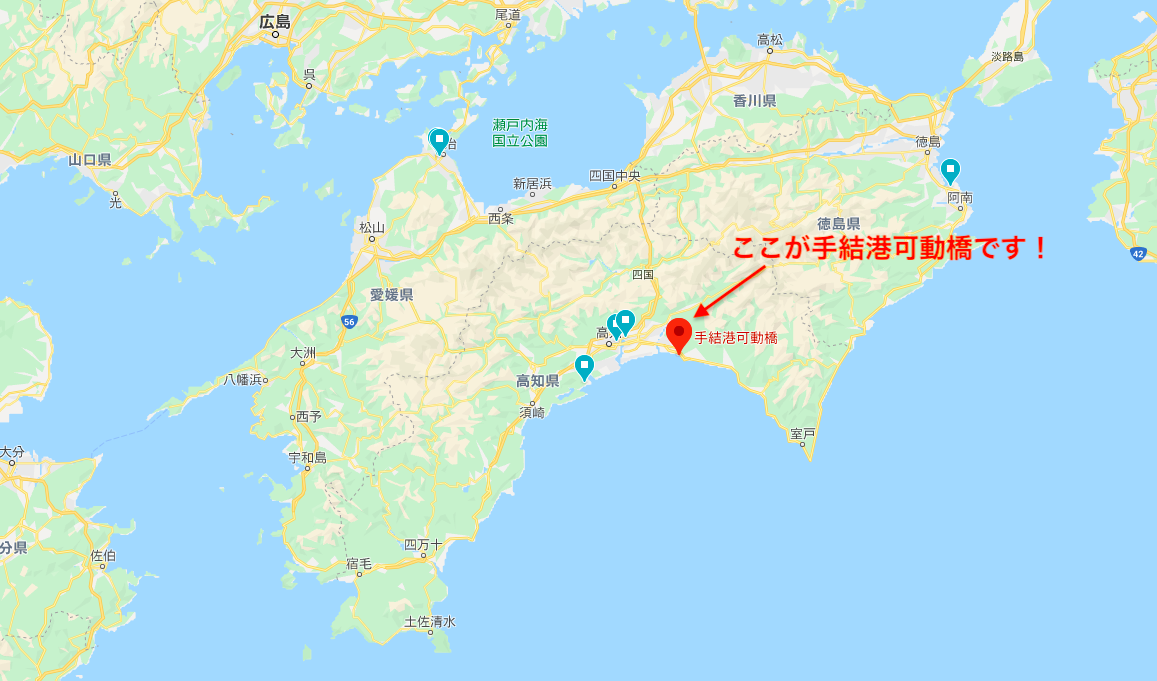 広島
尾道
高松
淡路島
呉
香川県
瀬戸内海
国立公園
治
徳島
山口県
四国中央
新居浜
光
阿南
西条
松山
徳島県
ここが手結港可動橋です！
42
四国
愛媛県
56
高
手結港可動橋
大洲
八幡浜
高知県
須崎
西予
室戸
大分
宇和島
四万十
分県
佐伯
宿毛
土佐清水